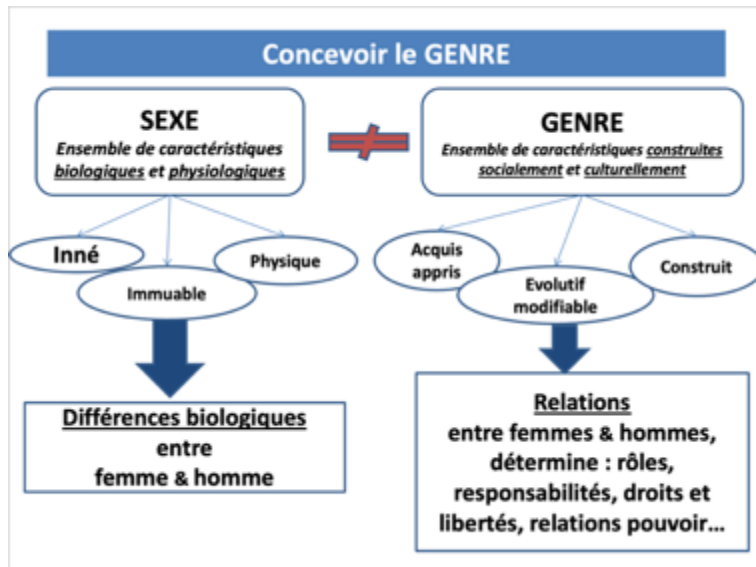 Concevoir le GENRE
SEXE
Ensemble de caractéristiques
biologiques et physiologiques
GENRE
Ensemble de caractéristiques construites
socialement et culturellement
Inné
Immuable
Physique
Acquis
appris
Evolutif
modifiable
Construit
Différences biologiques
entre
femme & homme
Relations
entre femmes & hommes,
détermine : rôles,
responsabilités, droits et
libertés, relations pouvoir...